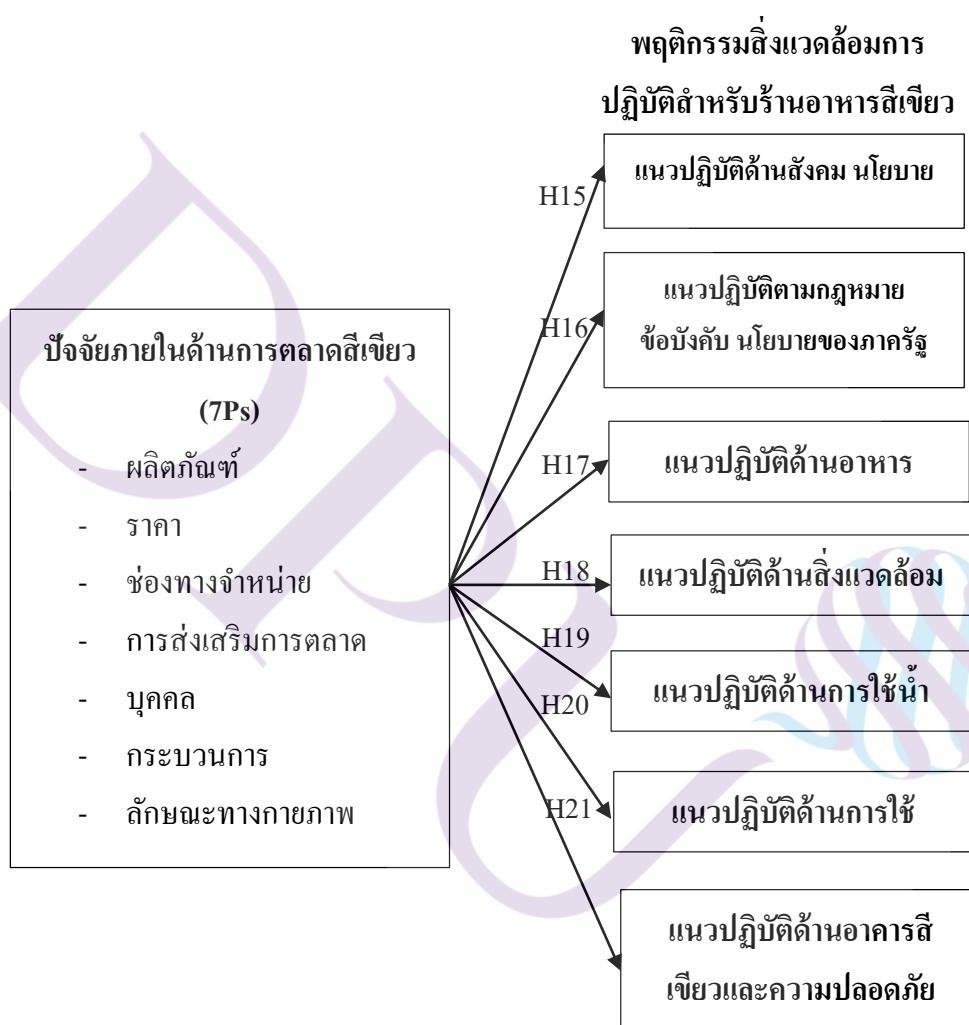 พฤติกรรมสิ่งแวดล้อมการ
ปฏิบัติสำหรับร้านอาหารสีเขียว
แนวปฏิบัติด้านสังคม นโยบาย
H15
แนวปฏิบัติตามกฎหมาย
ข้อบังคับ นโยบายของภาครัฐ
H16
ปัจจัยภายในด้านการตลาดสีเขียว
(7Ps)
- ผลิตภัณฑ์
- ราคา
- ช่องทางจำหน่าย
- การส่งเสริมการตลาด
- บุคคล
- กระบวนการ
- ลักษณะทางกายภาพ
H17
แนวปฏิบัติด้านอาหาร
H18
แนวปฏิบัติด้านสิ่งแวดล้อม
H19
แนวปฏิบัติด้านการใช้น้ำ
H20
แนวปฏิบัติด้านการใช้
H21
แนวปฏิบัติด้านอาคารสี
เขียวและความปลอดภัย
DPU